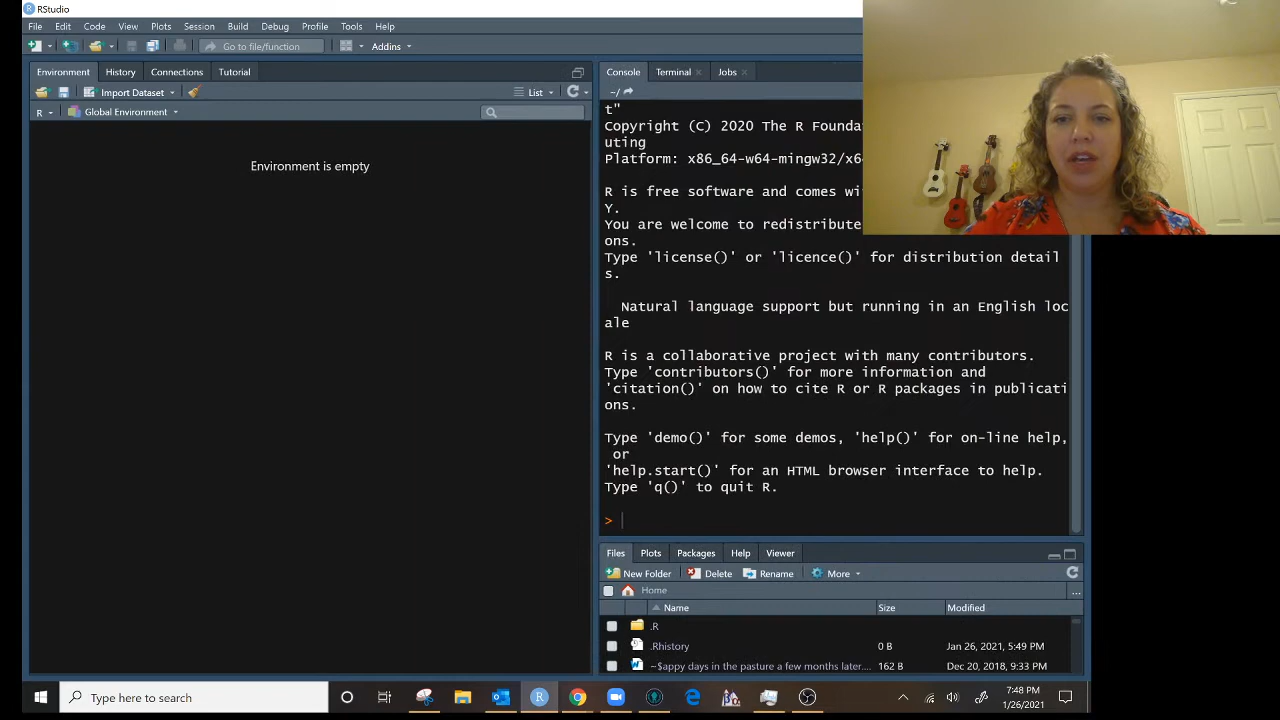 RStudio
File Edit Code View Plots Session Build Debug Profile Tools Help
Go to file/function Addins
Environment History Connections Tutorial
Import Dataset List
R Global Environment
Environment is empty
Console Terminal Jobs
~/
t"
Copyright (C) 2020 The R Founda
uting
Platform: x86_64-w64-mingw32/x6
R is free software and comes wi
Y.
You are welcome to redistribute
ons.
Type 'license()' or 'licence()' for distribution detail
s.
Natural language support but running in an English loc
ale
R is a collaborative project with many contributors.
Type 'contributors()' for more information and
'citation()' on how to cite R or R packages in publicati
ons.
Type 'demo()' for some demos, 'help()' for on-line help,
or
'help.start()' for an HTML browser interface to help.
Type 'q()' to quit R.
>
Files Plots Packages Help Viewer
New Folder Delete Rename More
Home ...
Name Size Modified
.R
.Rhistory 0 B Jan 26, 2021, 5:49 PM
~$appy days in the pasture a few months later.... 162 B Dec 20, 2018, 9:33 PM
Type here to search
7:48 PM
1/26/2021